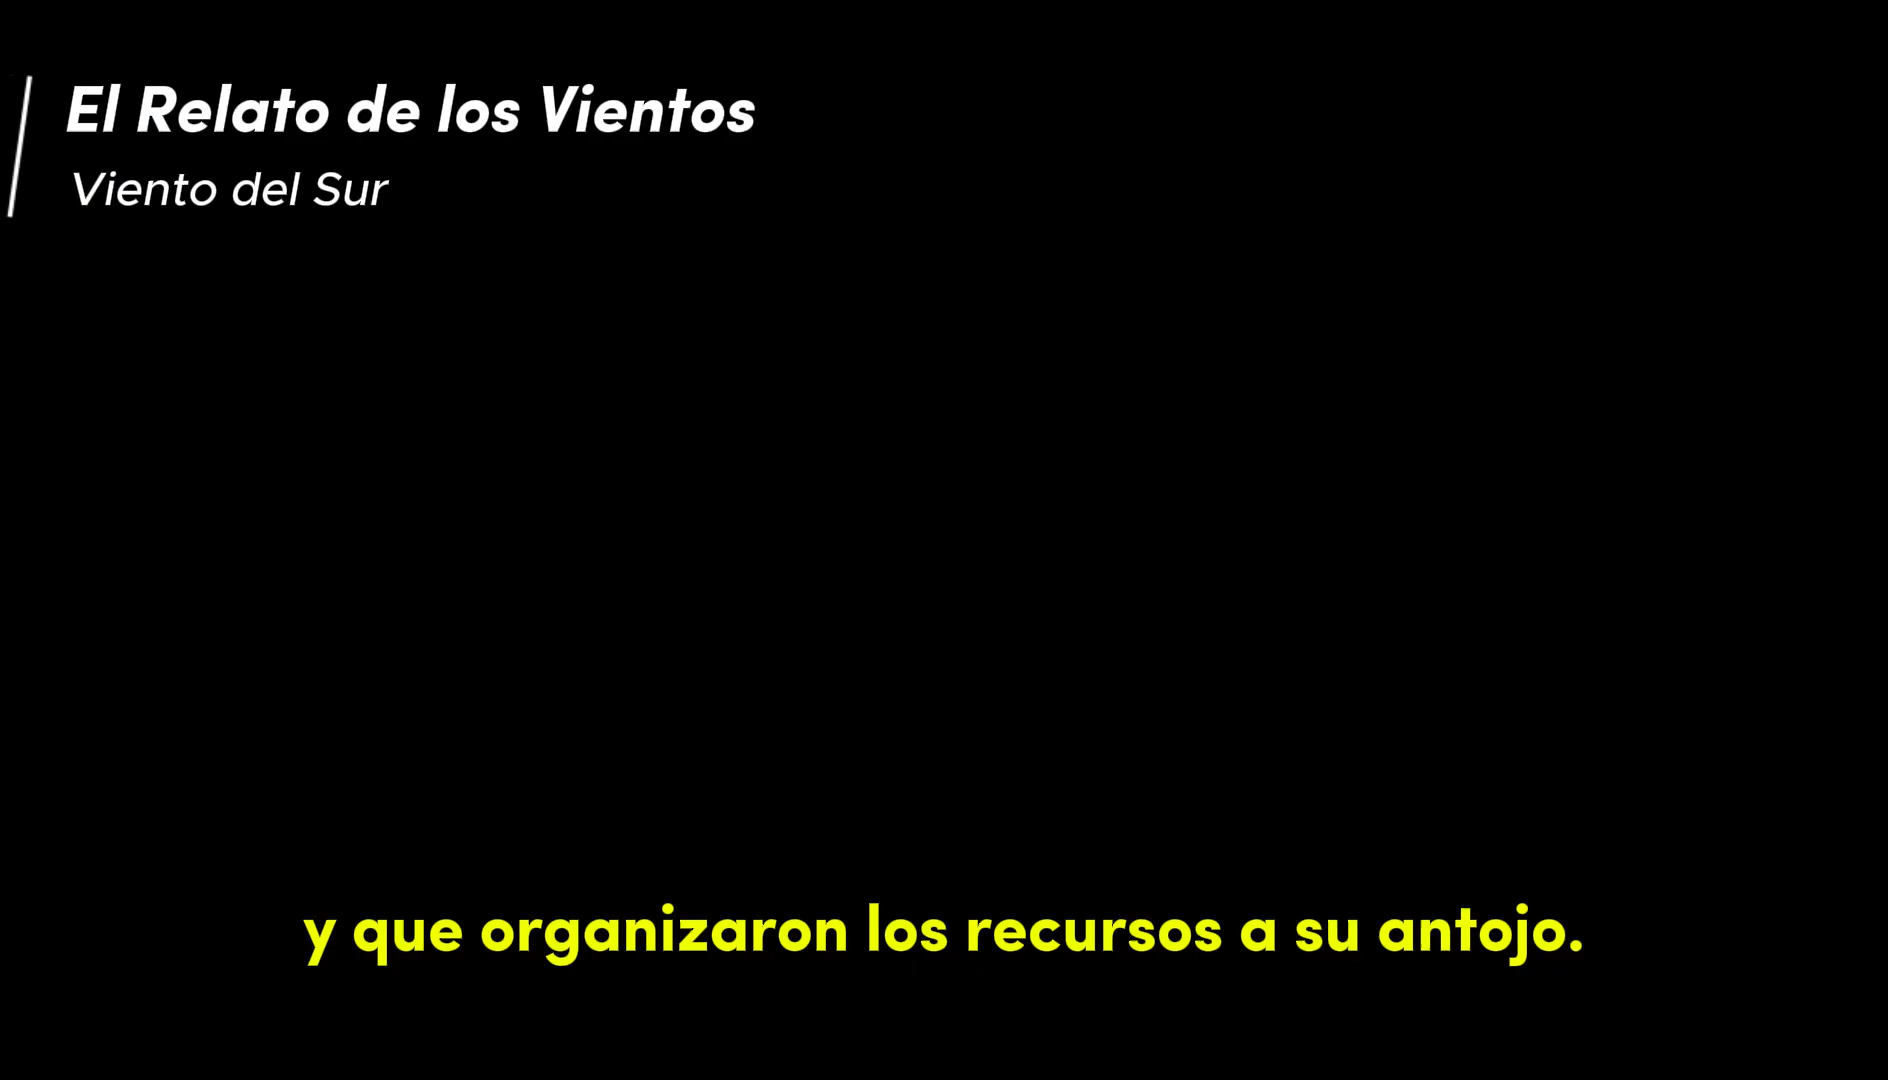 El Relato de los Vientos
Viento del Sur
y que organizaron los recursos a su antojo.